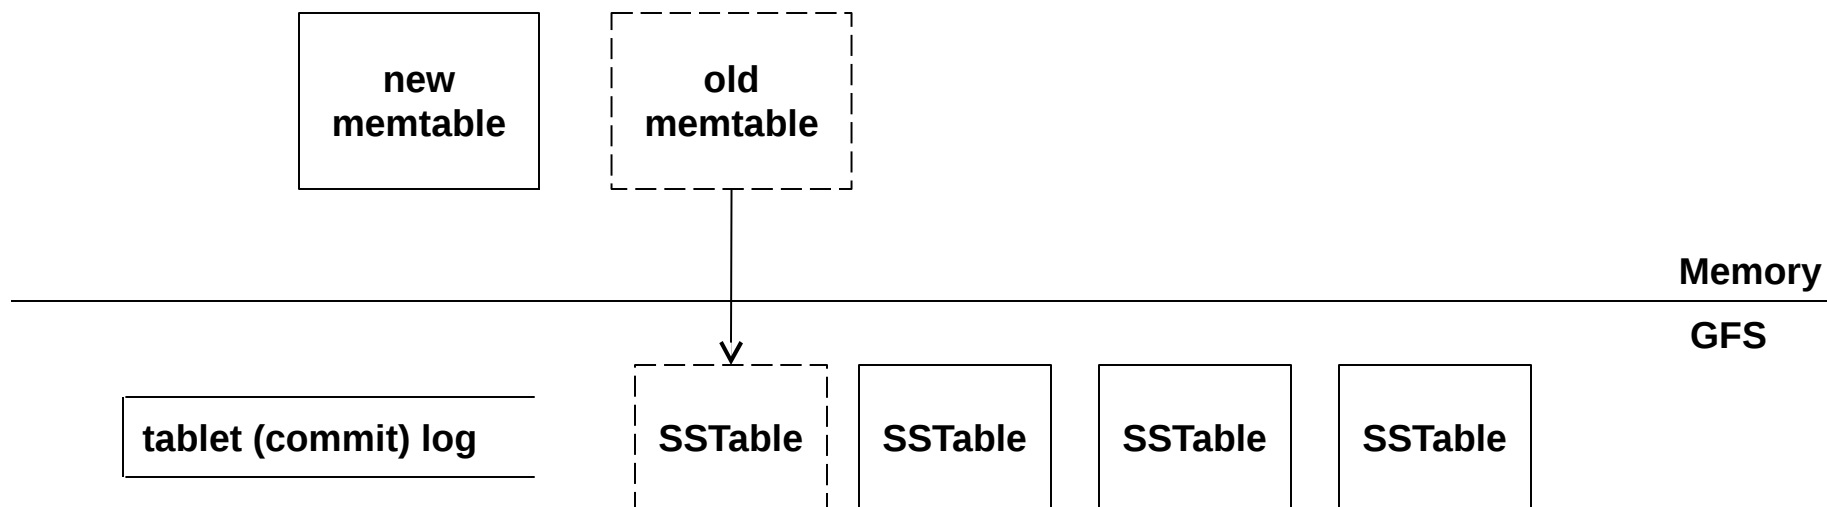 new
memtable
old
memtable
Memory
GFS
tablet (commit) log
SSTable
SSTable
SSTable
SSTable